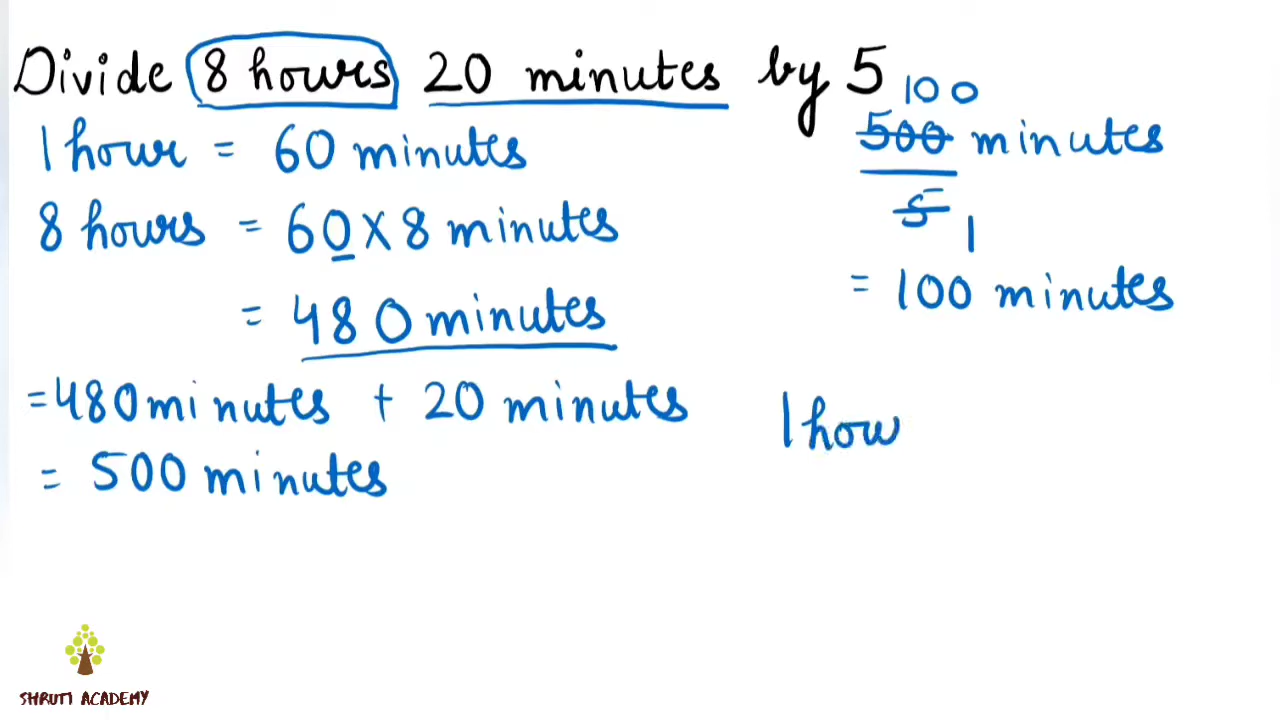 Divide 8 hours 20 minutes by 5
1 hour = 60 minutes
8 hours = 60 x 8 minutes
= 480 minutes
= 480 minutes + 20 minutes
= 500 minutes
100
500 minutes
5
1
= 100 minutes
1 hou
SHRUTI ACADEMY